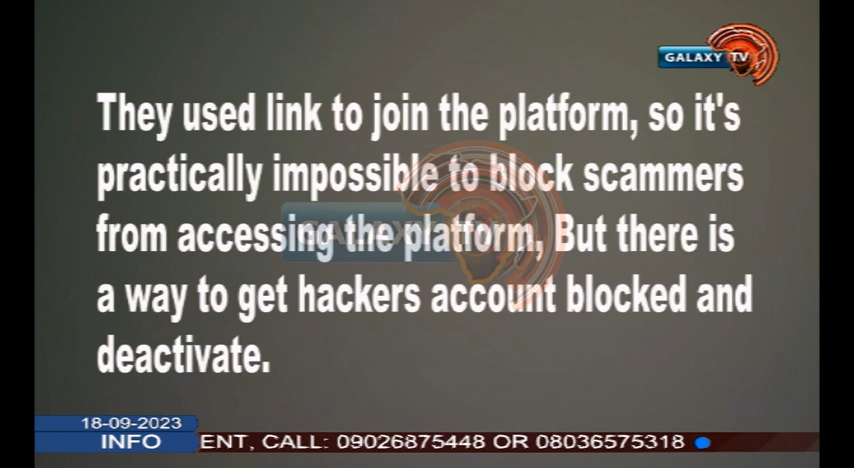 GALAXY TV
They used link to join the platform, so it's
practically impossible to block scammers
from accessing the platform, But there is
a way to get hackers account blocked and
deactivate.
GALAXY
18-09-2023
INFO
ENT, CALL: 09026875448 OR 08036575318